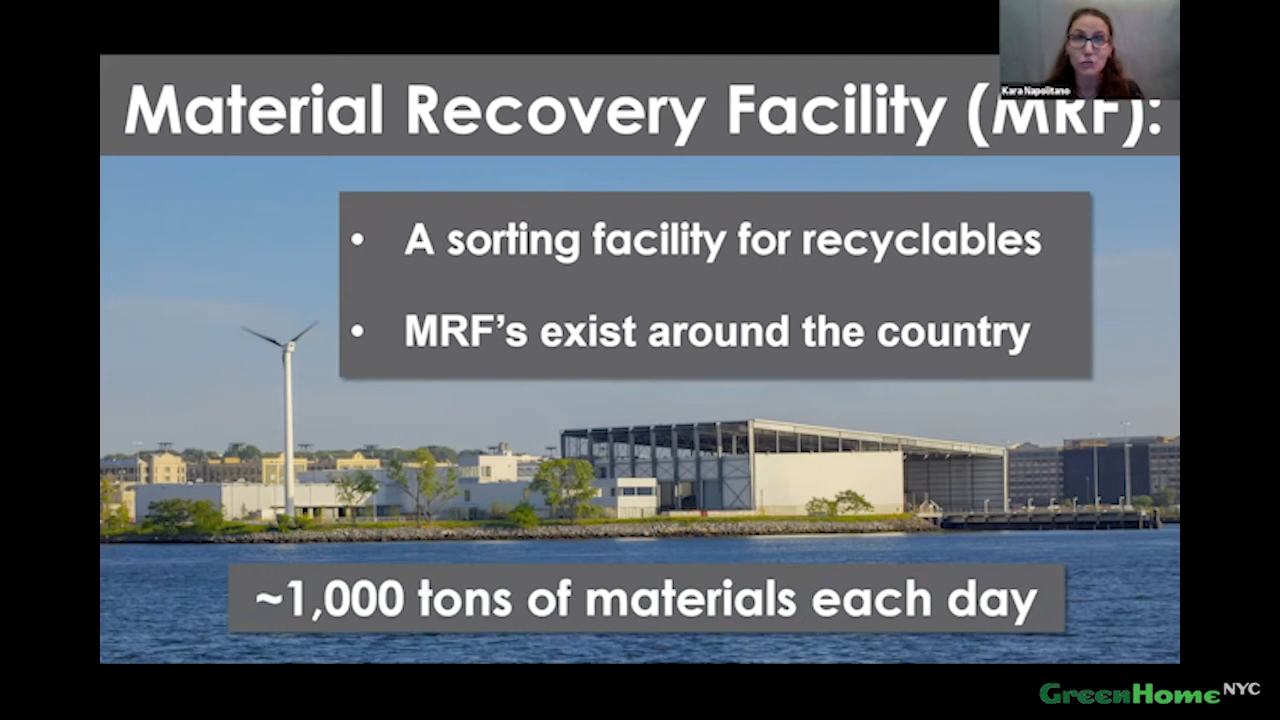 Kara Napolitano
Material Recovery Facility (MRF):
• A sorting facility for recyclables
• MRF’s exist around the country
~1,000 tons of materials each day
GreenHomeNYC